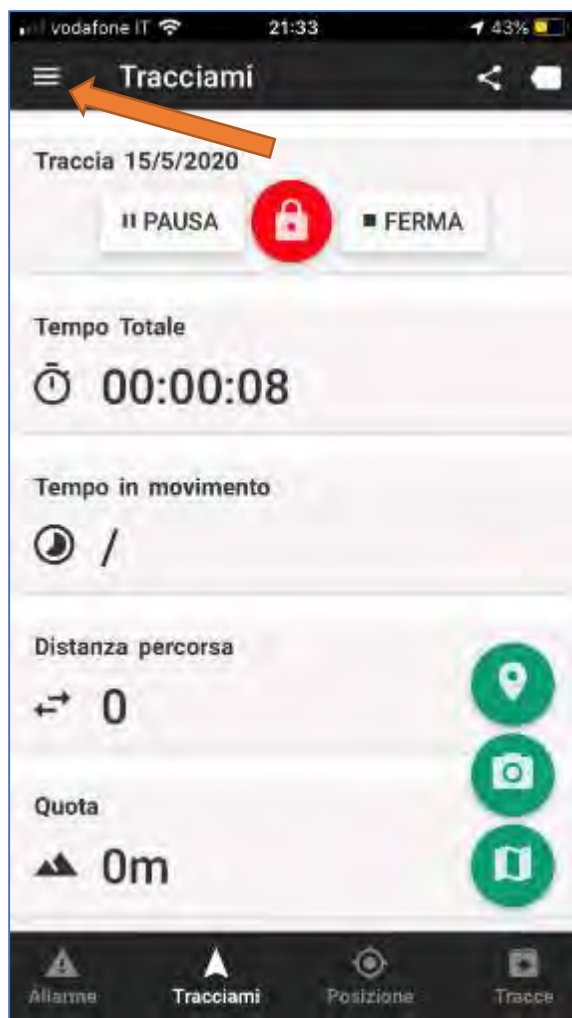 vodafone IT 21:33 43%
Tracciami
Traccia 15/5/2020
PAUSA FERMA
Tempo Totale
00:00:08
Tempo in movimento
/
Distanza percorsa
0
Quota
0m
Allarme Tracciami Posizione Tracce